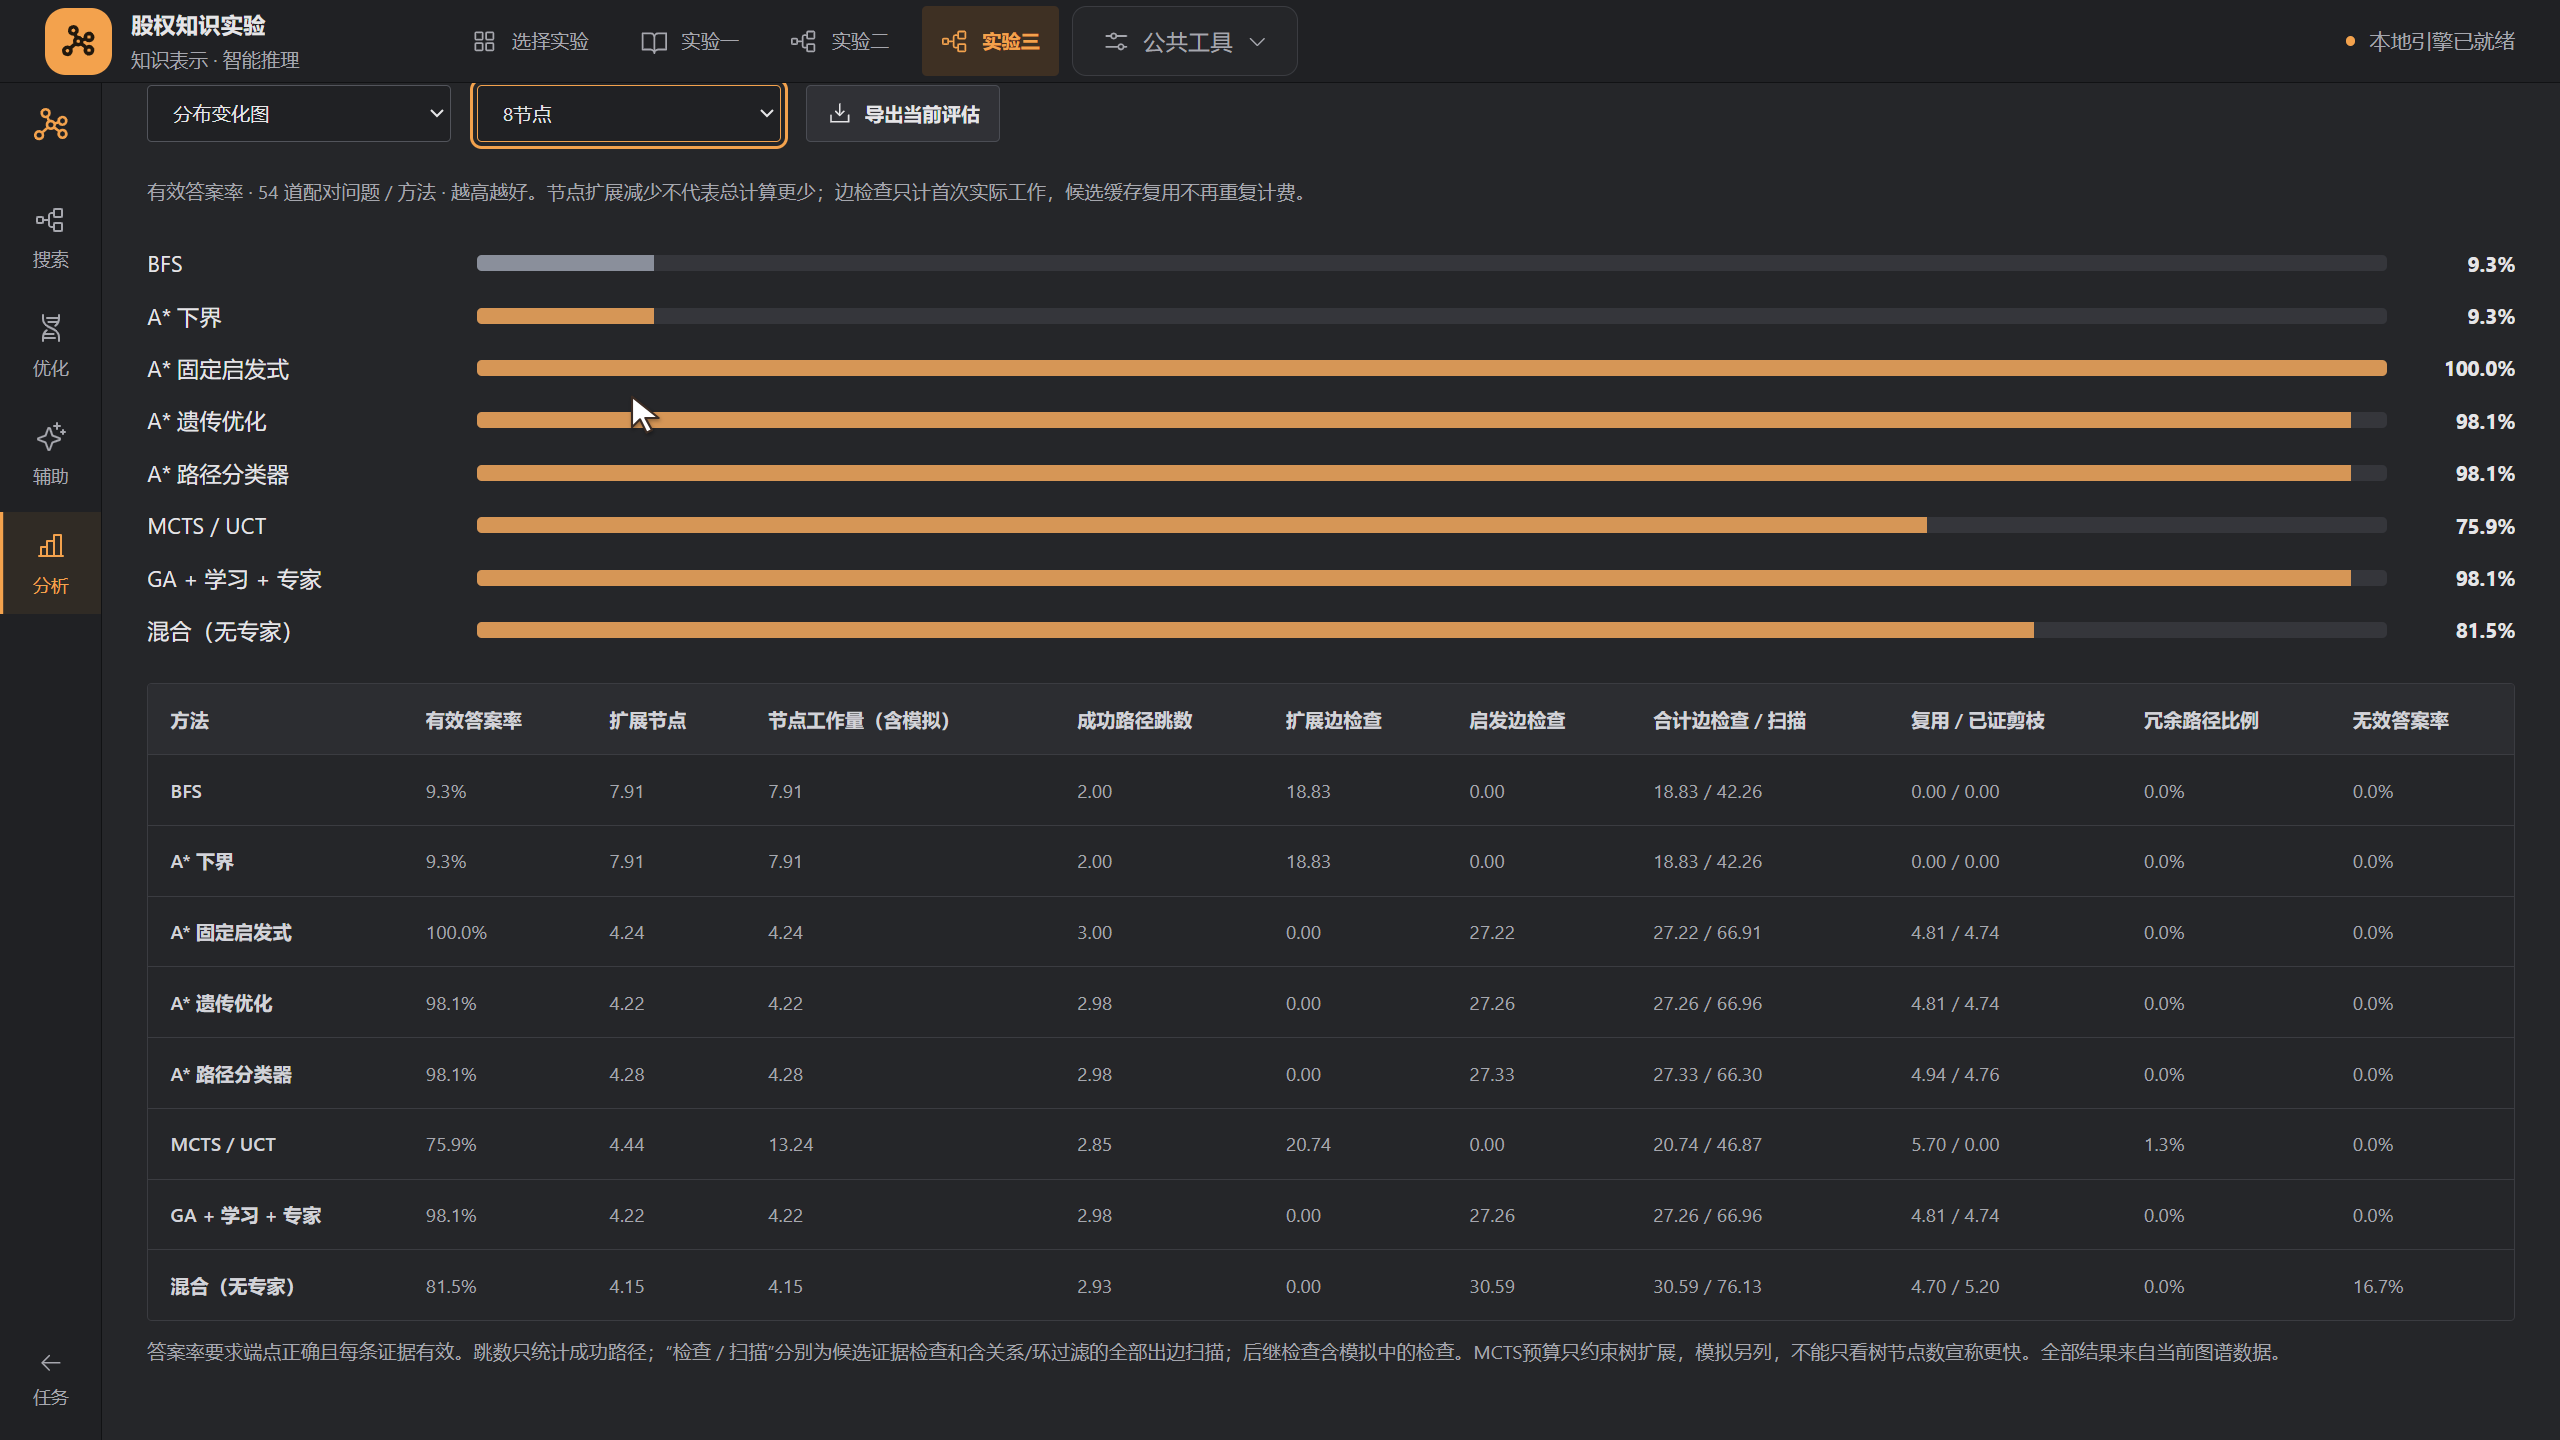 股权知识实验
知识表示 · 智能推理
选择实验
实验一
实验二
实验三
公共工具
本地引擎已就绪
搜索
优化
辅助
分析
任务
分布变化图
8节点
导出当前评估
有效答案率 · 54 道配对问题 / 方法 · 越高越好。节点扩展减少不代表总计算更少；边检查只计首次实际工作，候选缓存复用不再重复计费。
BFS 9.3%
A* 下界 9.3%
A* 固定启发式 100.0%
A* 遗传优化 98.1%
A* 路径分类器 98.1%
MCTS / UCT 75.9%
GA + 学习 + 专家 98.1%
混合（无专家） 81.5%
方法 有效答案率 扩展节点 节点工作量（含模拟） 成功路径跳数 扩展边检查 启发边检查 合计边检查 / 扫描 复用 / 已证剪枝 冗余路径比例 无效答案率
BFS 9.3% 7.91 7.91 2.00 18.83 0.00 18.83 / 42.26 0.00 / 0.00 0.0% 0.0%
A* 下界 9.3% 7.91 7.91 2.00 18.83 0.00 18.83 / 42.26 0.00 / 0.00 0.0% 0.0%
A* 固定启发式 100.0% 4.24 4.24 3.00 0.00 27.22 27.22 / 66.91 4.81 / 4.74 0.0% 0.0%
A* 遗传优化 98.1% 4.22 4.22 2.98 0.00 27.26 27.26 / 66.96 4.81 / 4.74 0.0% 0.0%
A* 路径分类器 98.1% 4.28 4.28 2.98 0.00 27.33 27.33 / 66.30 4.94 / 4.76 0.0% 0.0%
MCTS / UCT 75.9% 4.44 13.24 2.85 20.74 0.00 20.74 / 46.87 5.70 / 0.00 1.3% 0.0%
GA + 学习 + 专家 98.1% 4.22 4.22 2.98 0.00 27.26 27.26 / 66.96 4.81 / 4.74 0.0% 0.0%
混合（无专家） 81.5% 4.15 4.15 2.93 0.00 30.59 30.59 / 76.13 4.70 / 5.20 0.0% 16.7%
答案率要求端点正确且每条证据有效。跳数只统计成功路径；“检查 / 扫描”分别为候选证据检查和含关系/环过滤的全部出边扫描；后继检查含模拟中的检查。MCTS预算只约束树扩展，模拟另列，不能只看树节点数宣称更快。全部结果来自当前图谱数据。